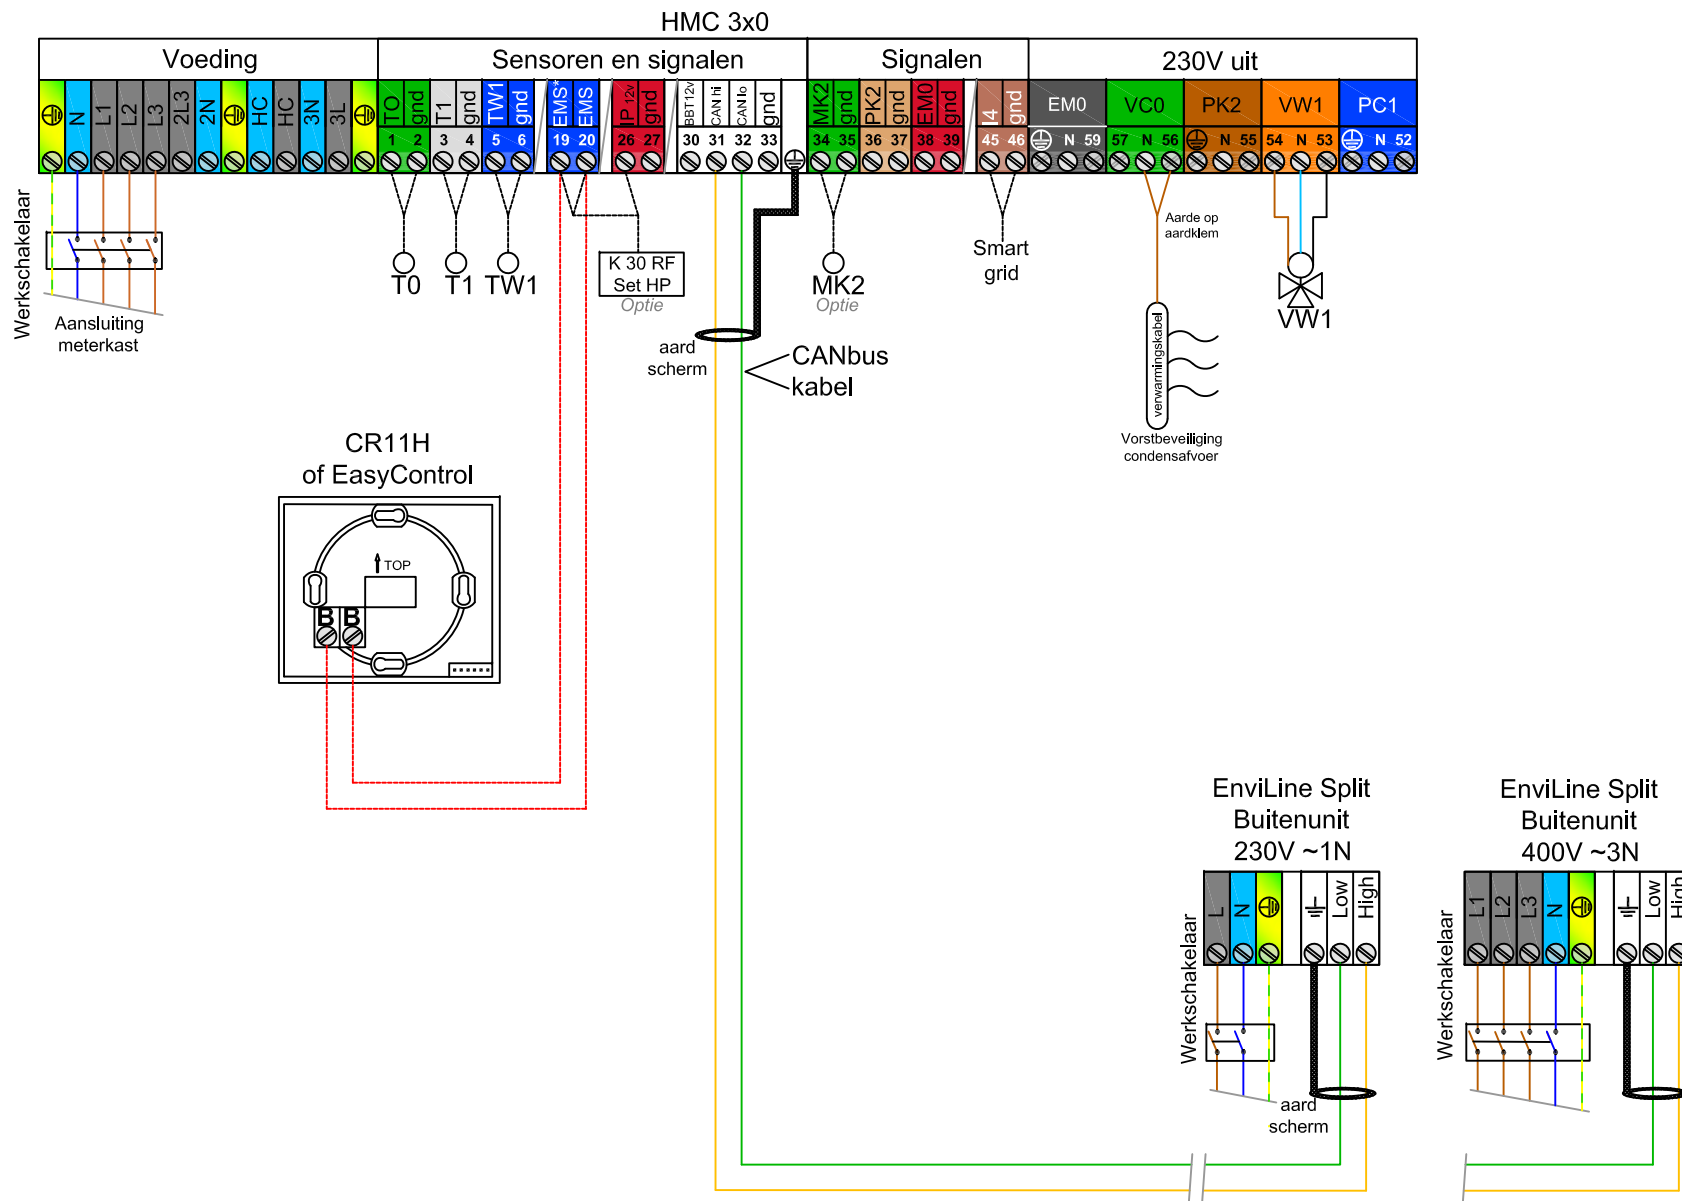 HMC 3x0
Voeding
Sensoren en signalen
Signalen
230V uit
N
L1
L2
L3
2L3
2N
HC
HC
3N
3L
TO
gnd
T1
gnd
TW1
gnd
EMS*
EMS
IP 12v
gnd
BBT12v
CAN hi
CAN lo
gnd
MK2
gnd
PK2
gnd
EM0
gnd
I4
gnd
EM0
VC0
PK2
VW1
PC1
1 2 3 4 5 6 19 20 26 27 30 31 32 33 34 35 36 37 38 39 45 46 N 59 57 N 56 N 55 54 N 53 N 52
Werkschakelaar
Aansluiting
meterkast
T0
T1
TW1
K 30 RF
Set HP
Optie
MK2
Optie
Smart
grid
Aarde op
aardklem
VW1
aard
scherm
CANbus
kabel
verwarmingskabel
Vorstbeveiliging
condensafvoer
CR11H
of EasyControl
TOP
B B
EnviLine Split
Buitenunit
230V ~1N
L
N
Low
High
Werkschakelaar
aard
scherm
EnviLine Split
Buitenunit
400V ~3N
L1
L2
L3
N
Low
High
Werkschakelaar